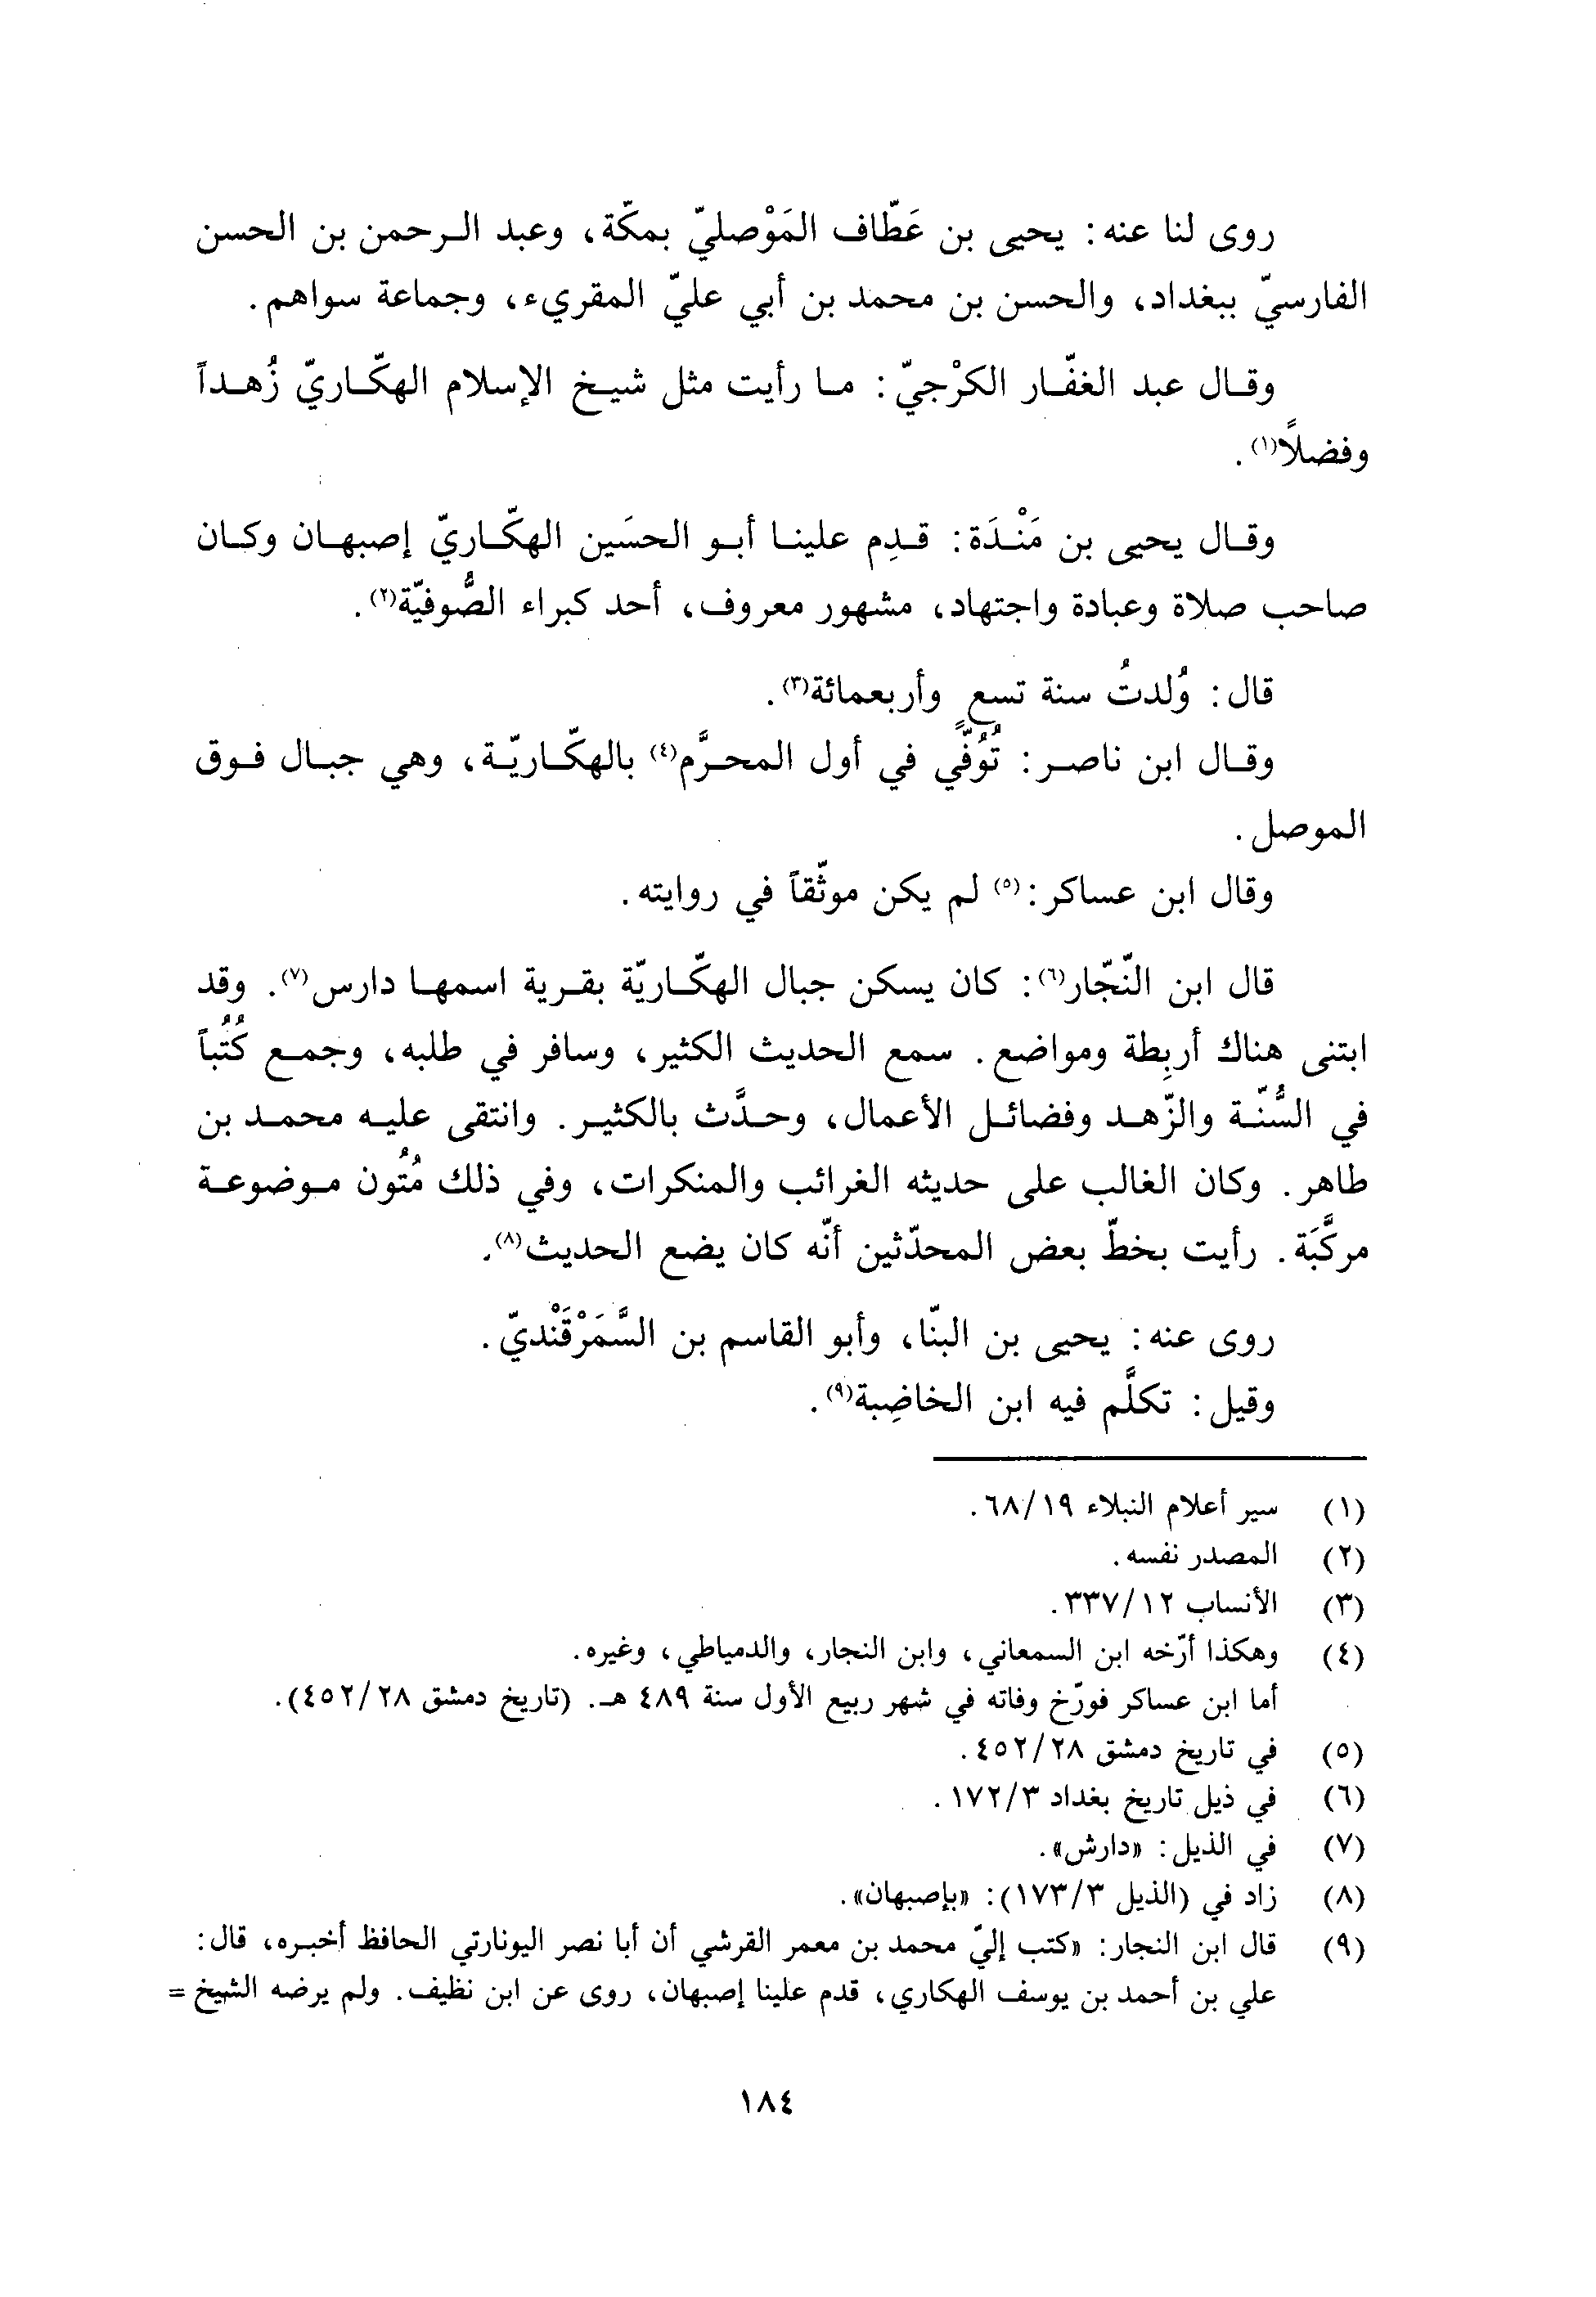 روى لنا عنه: يحيى بن عَطّاف المَوْصليّ بمكّة، وعبد الرحمن بن الحسن
الفارسيّ ببغداد، والحسن بن محمد بن أبي عليّ المقريء، وجماعة سواهم.
وقال عبد الغفّار الكرْجيّ: ما رأيت مثل شيخ الإسلام الهكّاريّ زُهداً
وفضلاً(١).
وقال يحيى بن مَنْدَة: قدِم علينا أبو الحسَين الهكّاريّ إصبهان وكان
صاحب صلاة وعبادة واجتهاد، مشهور معروف، أحد كبراء الصُّوفيّة(٢).
قال: وُلدتُ سنة تسعٍ وأربعمائة(٣).
وقال ابن ناصر: تُوُفّي في أول المحرَّم(٤) بالهكّاريّة، وهي جبال فوق
الموصل.
وقال ابن عساكر:(٥) لم يكن موثّقاً في روايته.
قال ابن النّجّار(٦): كان يسكن جبال الهكّاريّة بقرية اسمها دارس(٧). وقد
ابتنى هناك أربِطة ومواضع. سمع الحديث الكثير، وسافر في طلبه، وجمع كُتُباً
في السُّنّة والزّهد وفضائل الأعمال، وحدَّث بالكثير. وانتقى عليه محمد بن
طاهر. وكان الغالب على حديثه الغرائب والمنكرات، وفي ذلك مُتُون موضوعة
مركَّبَة. رأيت بخطّ بعض المحدّثين أنّه كان يضع الحديث(٨).
روى عنه: يحيى بن البنّا، وأبو القاسم بن السَّمَرْقَنْديّ.
وقيل: تكلَّم فيه ابن الخاضِبة(٩).
(١) سير أعلام النبلاء ٦٨/١٩.
(٢) المصدر نفسه.
(٣) الأنساب ٣٣٧/١٢.
(٤) وهكذا أرّخه ابن السمعاني، وابن النجار، والدمياطي، وغيره.
أما ابن عساكر فورّخ وفاته في شهر ربيع الأول سنة ٤٨٩ هـ. (تاريخ دمشق ٤٥٢/٢٨).
(٥) في تاريخ دمشق ٤٥٢/٢٨.
(٦) في ذيل تاريخ بغداد ١٧٢/٣.
(٧) في الذيل: «دارش».
(٨) زاد في (الذيل ١٧٣/٣): «بإصبهان».
(٩) قال ابن النجار: «كتب إليّ محمد بن معمر القرشي أن أبا نصر اليونارتي الحافظ أخبره، قال:
علي بن أحمد بن يوسف الهكاري، قدم علينا إصبهان، روى عن ابن نظيف. ولم يرضه الشيخ =
١٨٤